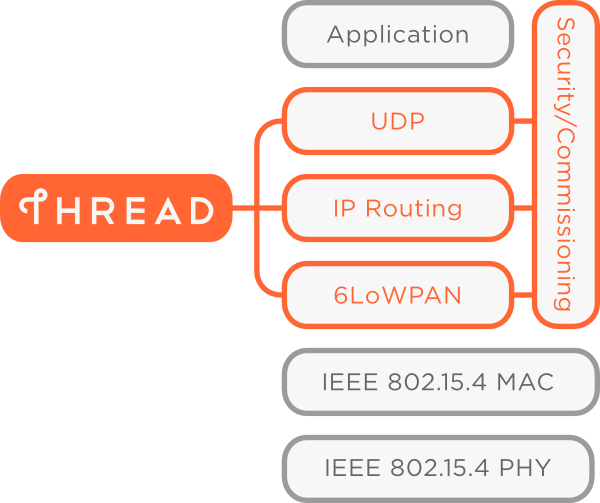 Application
UDP
THREAD
IP Routing
6LoWPAN
Security/Commissioning
IEEE 802.15.4 MAC
IEEE 802.15.4 PHY